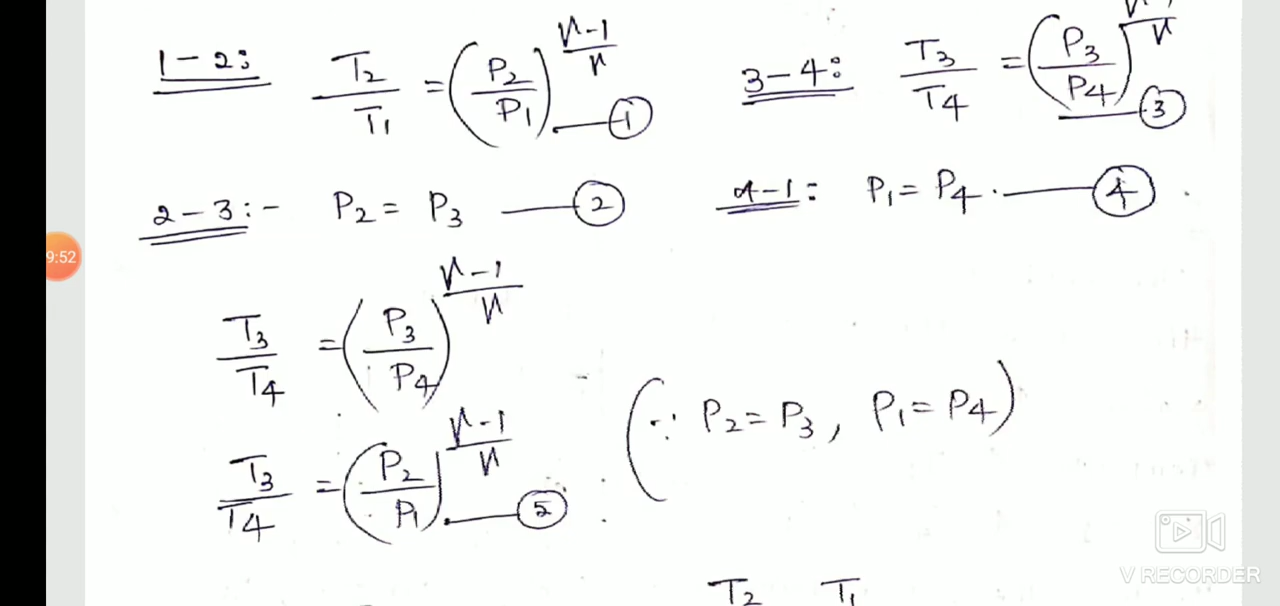 1-2: T2/T1 = (P2/P1)^(n-1)/n —①
3-4: T3/T4 = (P3/P4)^(n-1)/n —③
2-3:- P2 = P3 —②
4-1: P1 = P4. —④
T3/T4 = (P3/P4)^(n-1)/n
T3/T4 = (P2/P1)^(n-1)/n —⑤
(∵ P2 = P3, P1 = P4)
T2 T1
9:52
V RECORDER